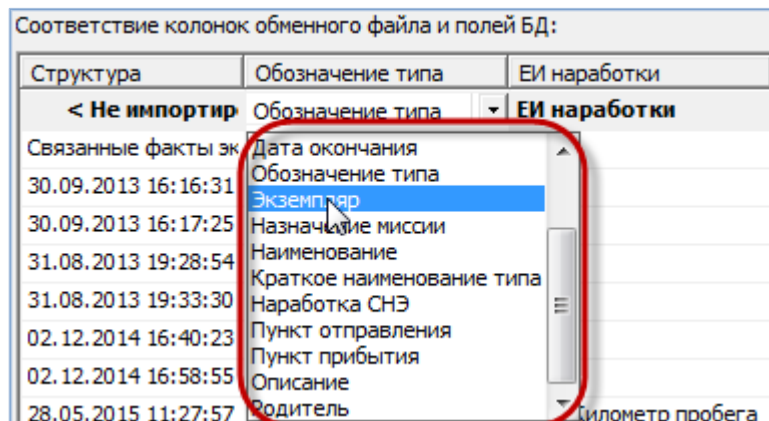 Соответствие колонок обменного файла и полей БД:
Структура Обозначение типа ЕИ наработки
< Не импортир Обозначение типа ЕИ наработки
Связанные факты эк Дата окончания
Обозначение типа
30.09.2013 16:16:31 Экземпляр
30.09.2013 16:17:25 Назначение миссии
31.08.2013 19:28:54 Наименование
Краткое наименование типа
31.08.2013 19:33:30 Наработка СНЭ
02.12.2014 16:40:23 Пункт отправления
Пункт прибытия
02.12.2014 16:58:55 Описание
28.05.2015 11:27:57 Родитель Километр пробега